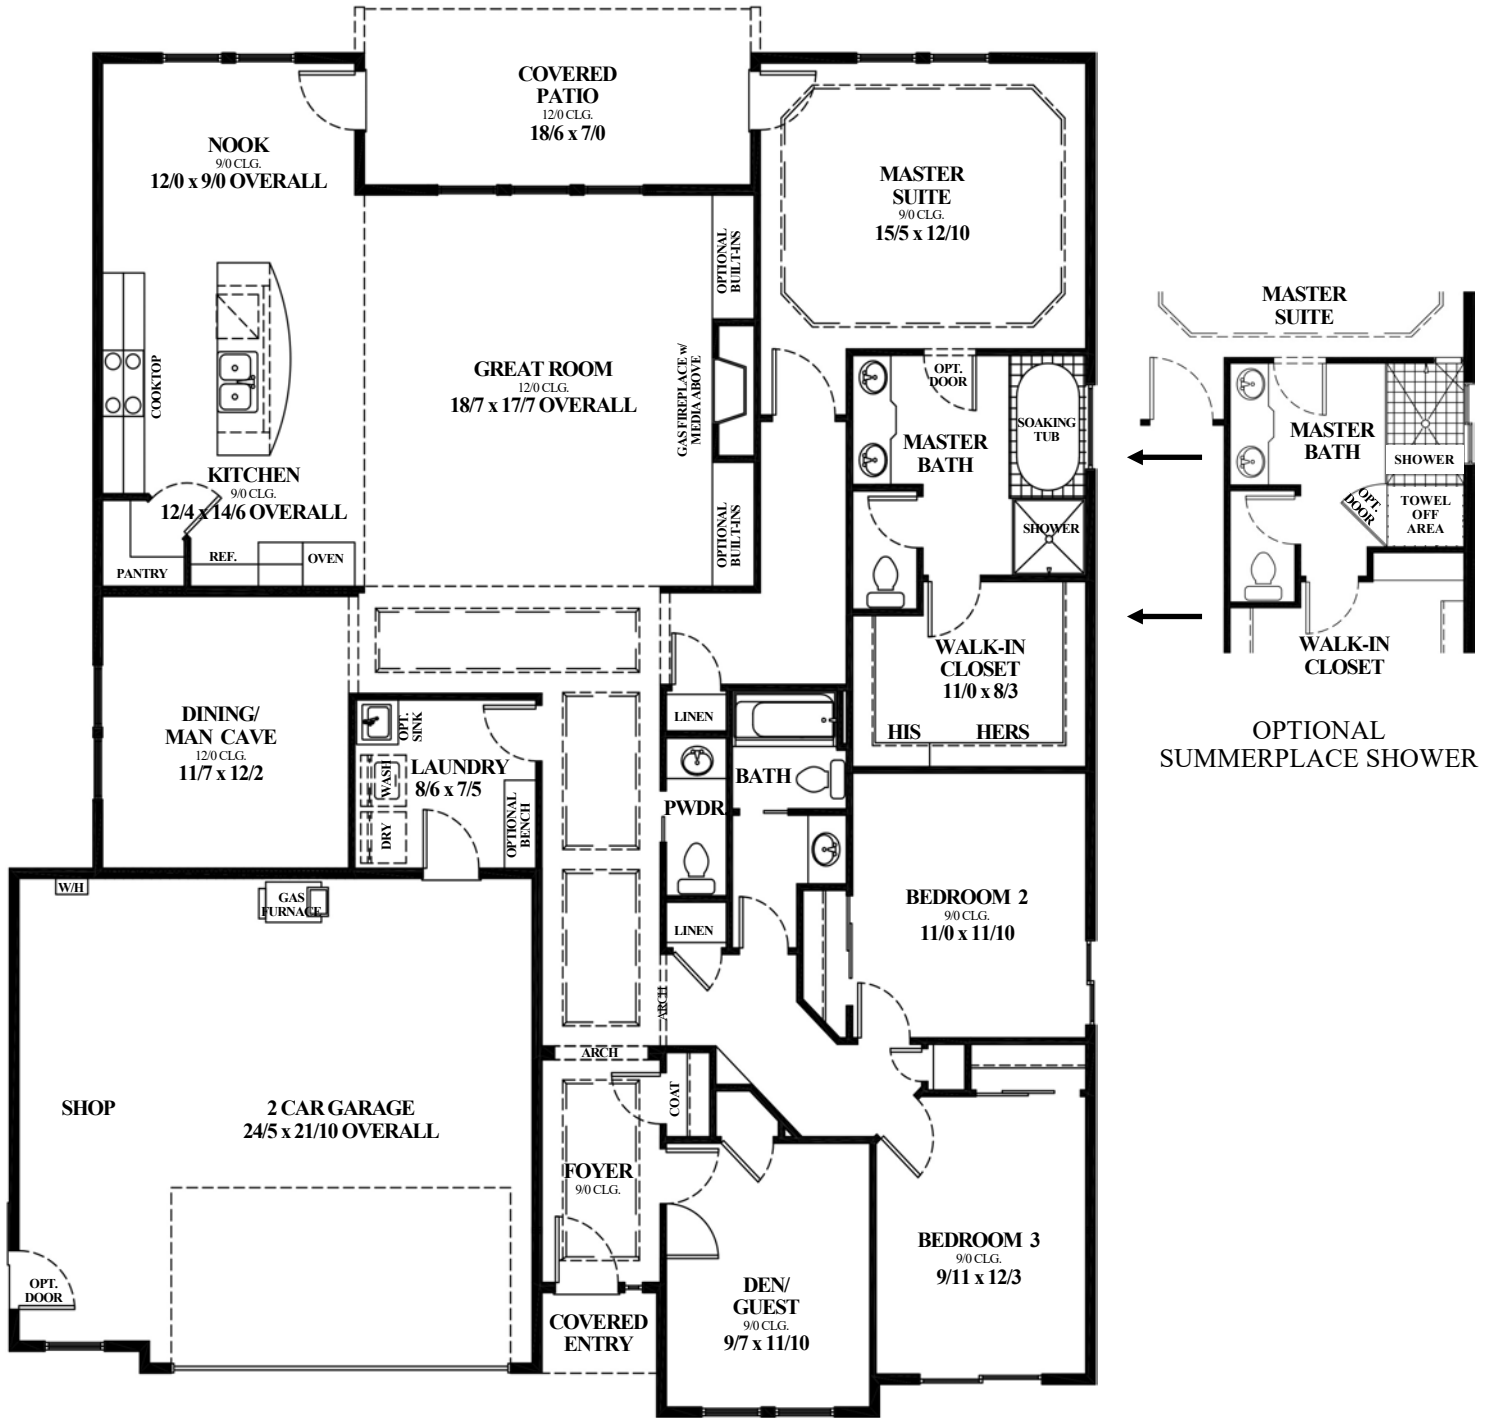 COVERED
PATIO
12/0 CLG.
18/6 x 7/0
NOOK
9/0 CLG.
12/0 x 9/0 OVERALL
MASTER
SUITE
9/0 CLG.
15/5 x 12/10
OPTIONAL
BUILT-INS
COOKTOP
GREAT ROOM
12/0 CLG.
18/7 x 17/7 OVERALL
GAS FIREPLACE w/
MEDIA ABOVE
OPT.
DOOR
SOAKING
TUB
MASTER
BATH
SHOWER
KITCHEN
9/0 CLG.
12/4 x 14/6 OVERALL
OPTIONAL
BUILT-INS
REF.
OVEN
PANTRY
WALK-IN
CLOSET
11/0 x 8/3
HIS
HERS
MASTER
SUITE
MASTER
BATH
SHOWER
OPT.
DOOR
TOWEL
OFF
AREA
WALK-IN
CLOSET
OPTIONAL
SUMMERPLACE SHOWER
DINING/
MAN CAVE
12/0 CLG.
11/7 x 12/2
OPT.
SINK
LAUNDRY
8/6 x 7/5
WASH
DRY
OPTIONAL
BENCH
LINEN
BATH
PWDR.
LINEN
W/H
GAS
FURNACE
BEDROOM 2
9/0 CLG.
11/0 x 11/10
ARCH
ARCH
COAT
SHOP
2 CAR GARAGE
24/5 x 21/10 OVERALL
FOYER
9/0 CLG.
OPT.
DOOR
COVERED
ENTRY
DEN/
GUEST
9/0 CLG.
9/7 x 11/10
BEDROOM 3
9/0 CLG.
9/11 x 12/3